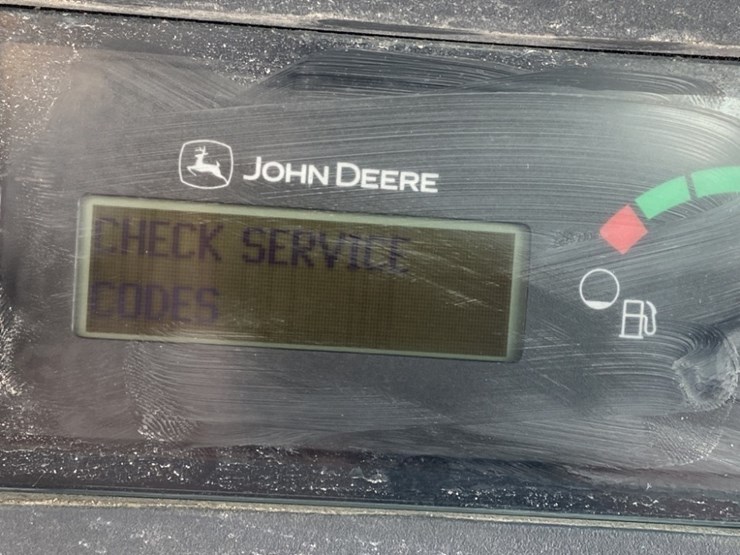 JOHN DEERE
CHECK SERVICE
CODES